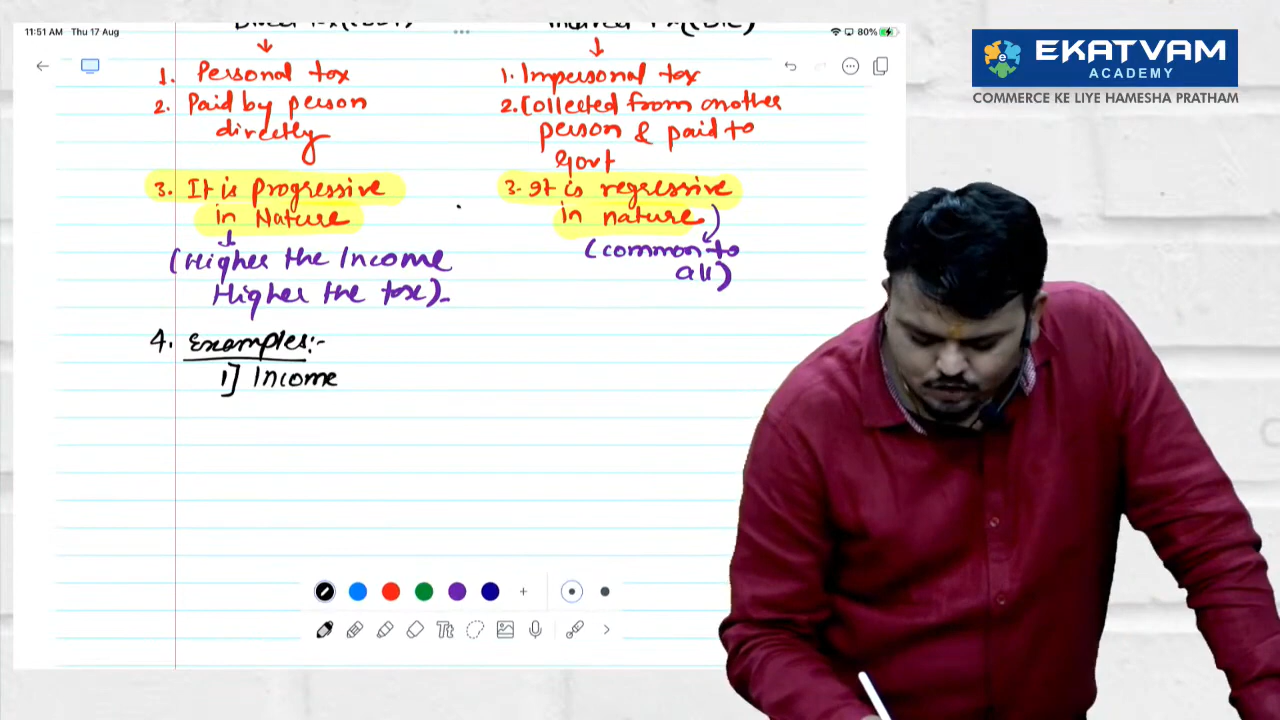 11:51 AM Thu 17 Aug
80%
EKATVAM
ACADEMY
COMMERCE KE LIYE HAMESHA PRATHAM
1. Personal tax
2. Paid by person
directly
3. It is progressive
in Nature
(Higher the Income
Higher the tax).
4. Examples:-
1] Income
1. Impersonal tax
2. Collected from another
person & paid to
Govt
3. It is regressive
in nature
(common to
all)
Tt